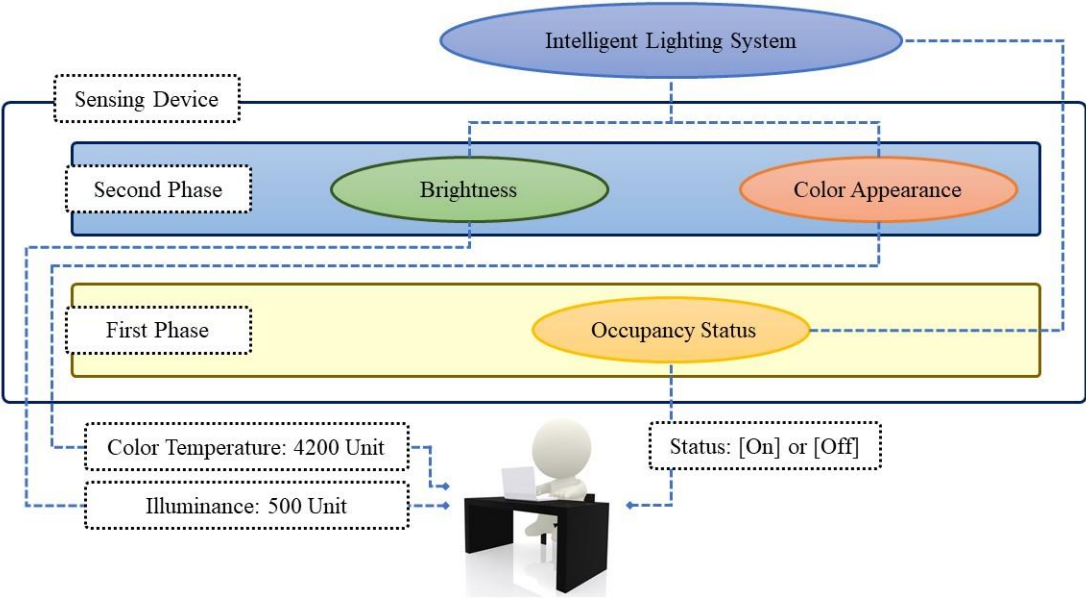 Intelligent Lighting System
Sensing Device
Second Phase
Brightness
Color Appearance
First Phase
Occupancy Status
Color Temperature: 4200 Unit
Status: [On] or [Off]
Illuminance: 500 Unit